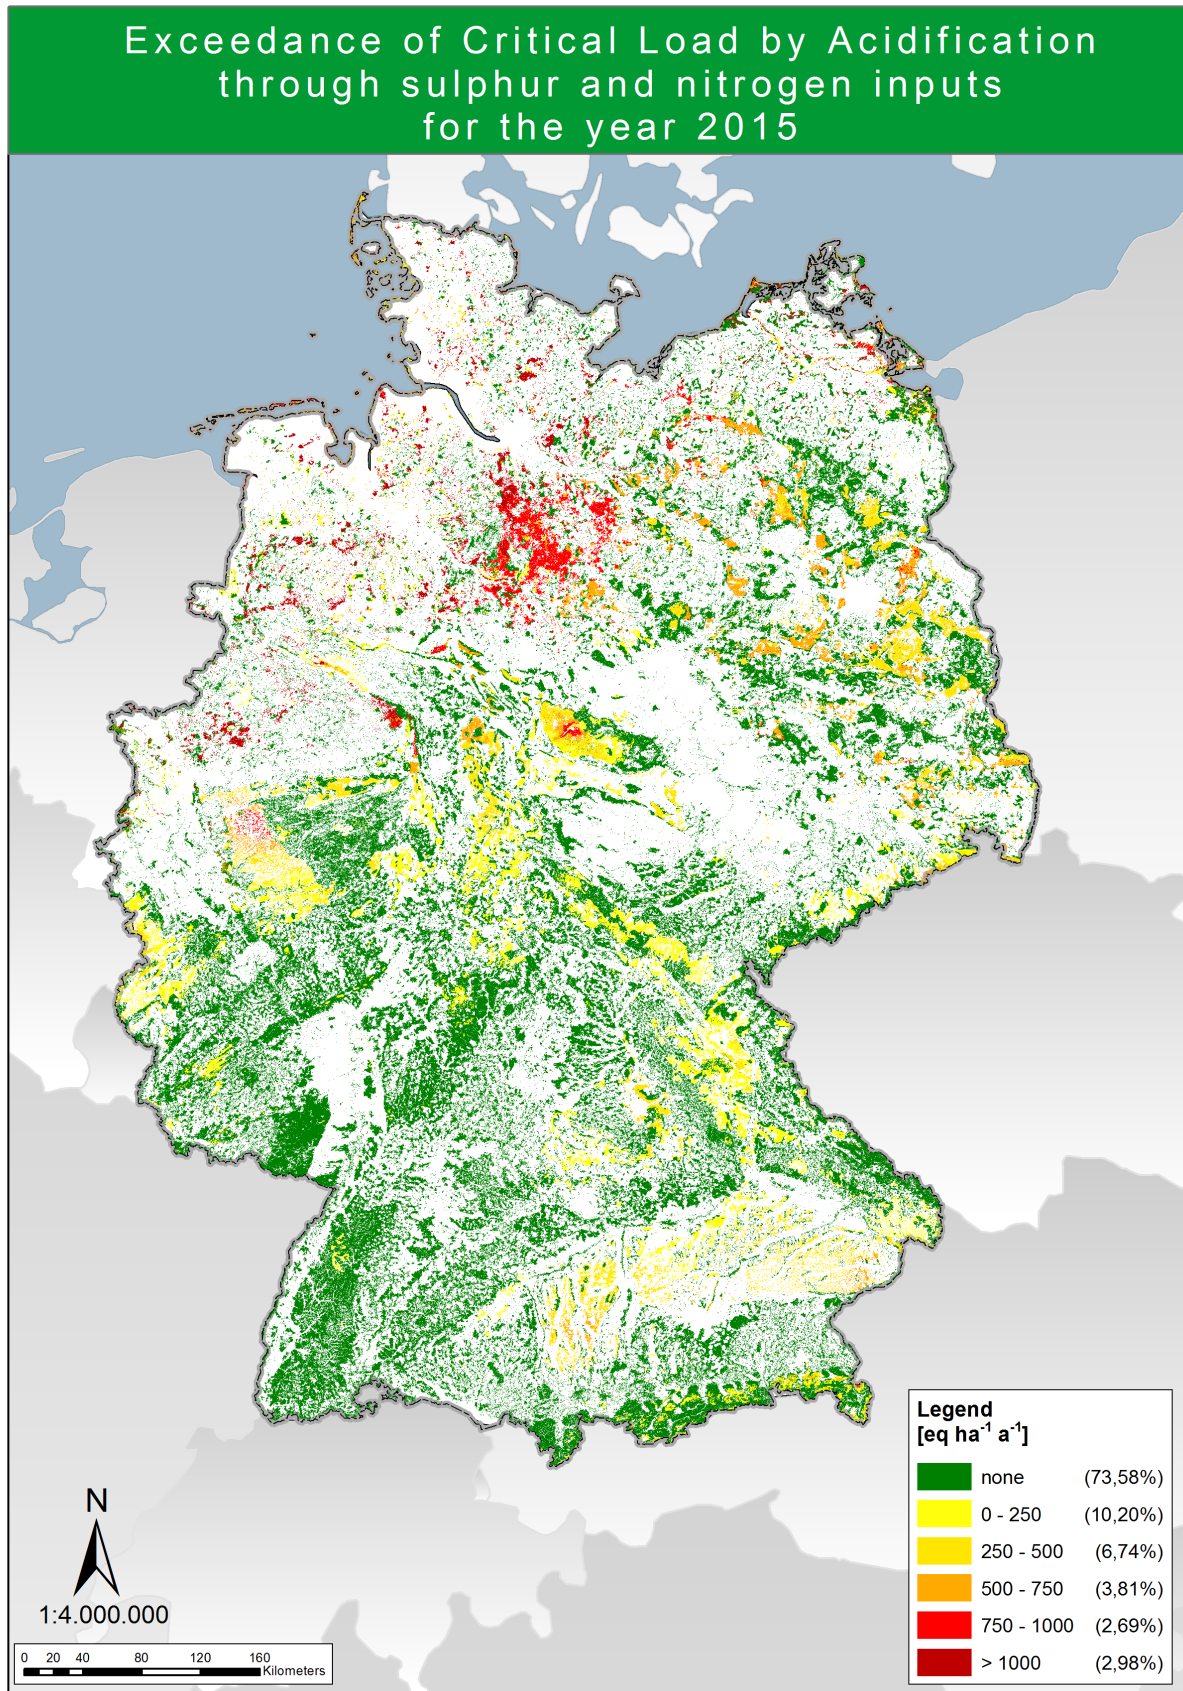 Exceedance of Critical Load by Acidification
through sulphur and nitrogen inputs
for the year 2015
Legend
[eq ha⁻¹ a⁻¹]
none (73,58%)
0 - 250 (10,20%)
250 - 500 (6,74%)
500 - 750 (3,81%)
750 - 1000 (2,69%)
> 1000 (2,98%)
N
1:4.000.000
0 20 40 80 120 160
Kilometers